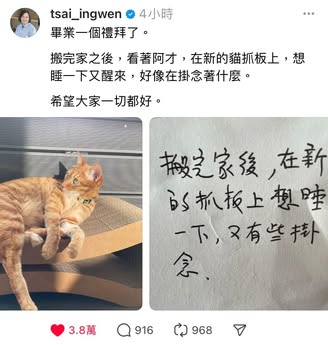 tsai_ingwen 4小時
畢業一個禮拜了。
搬完家之後，看著阿才，在新的貓抓板上，想
睡一下又醒來，好像在掛念著什麼。
希望大家一切都好。
搬完家後，在新
的抓板上想睡
一下，又有些掛
念、
3.8萬 916 968